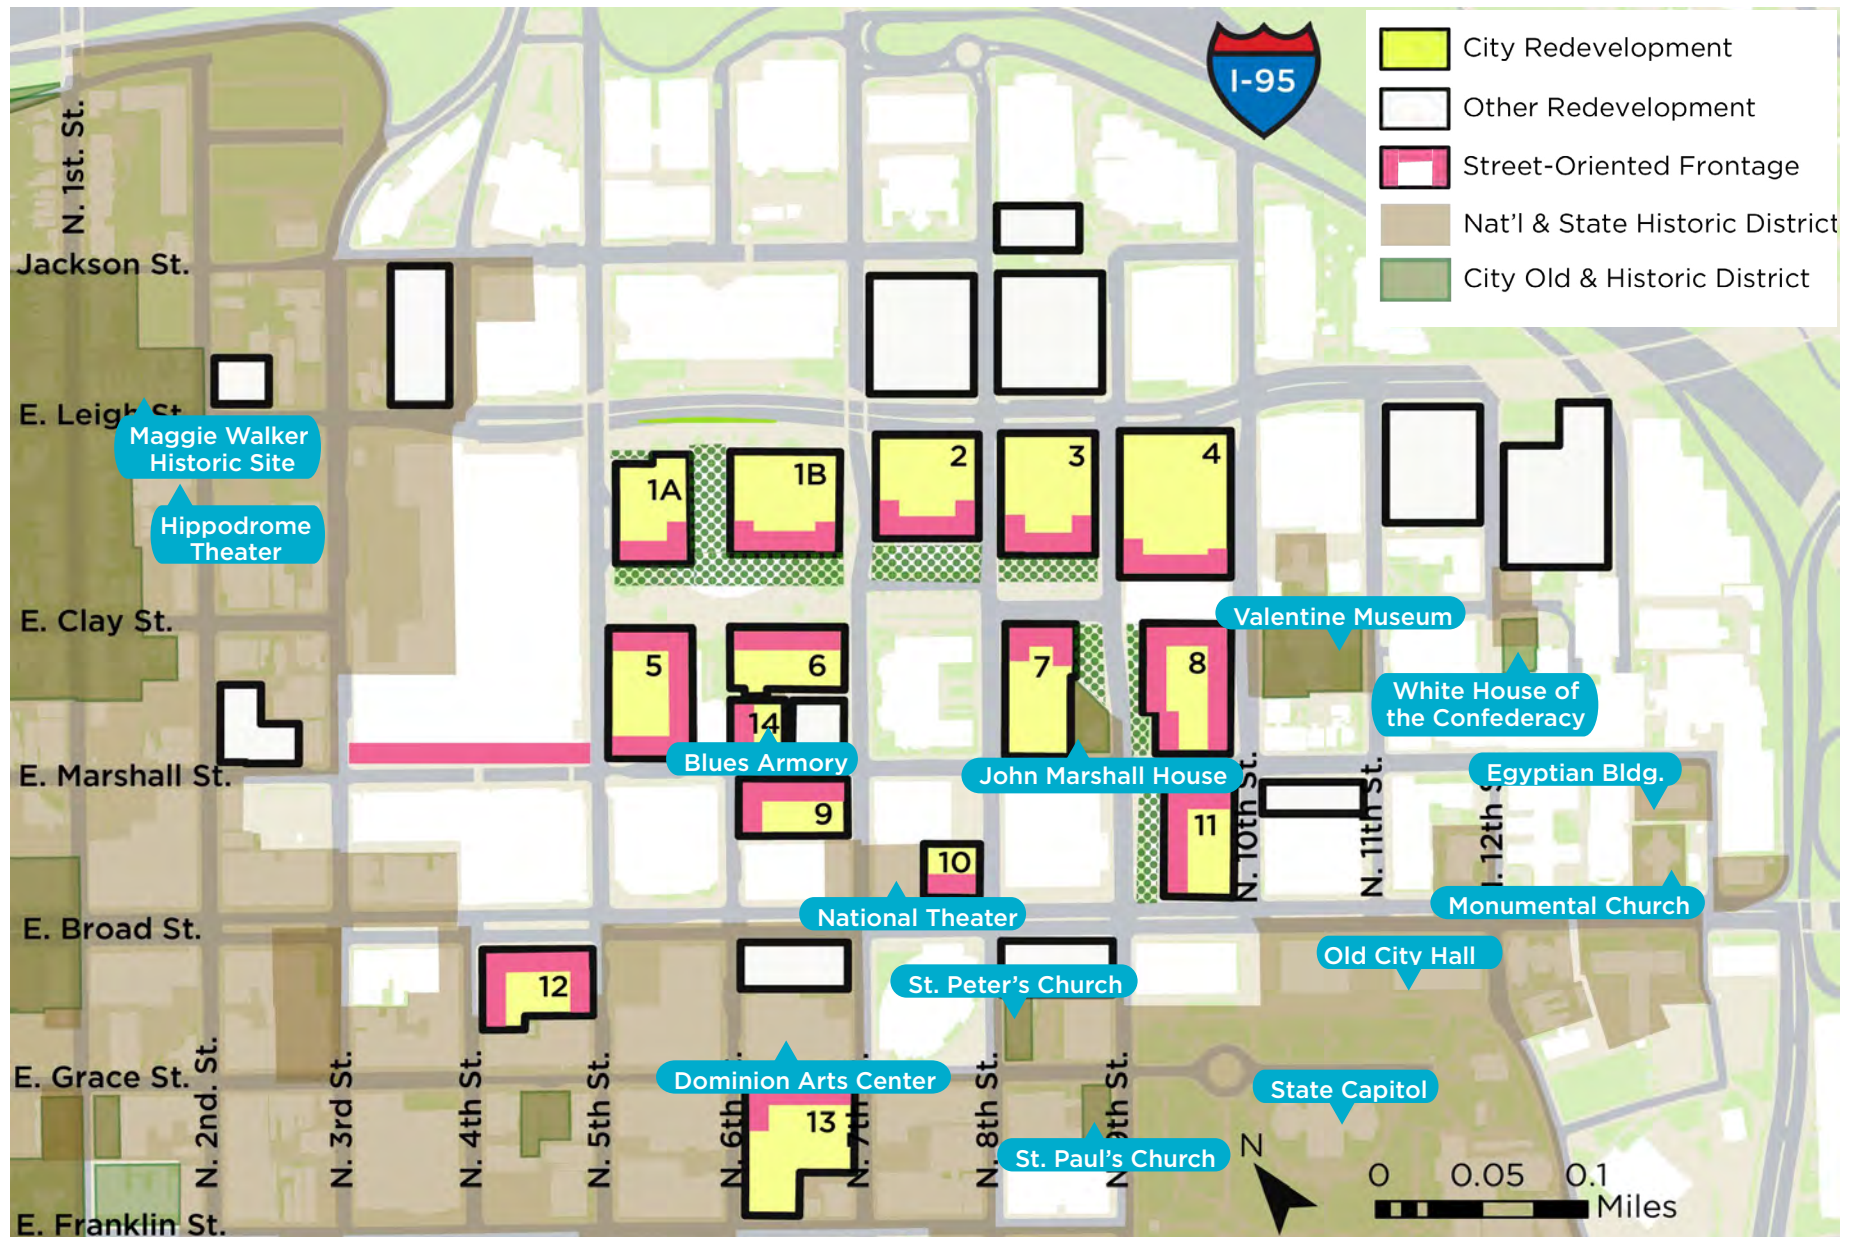 I-95
City Redevelopment
Other Redevelopment
Street-Oriented Frontage
Nat'l & State Historic District
City Old & Historic District
N. 1st. St.
Jackson St.
E. Leigh St.
Maggie Walker
Historic Site
Hippodrome
Theater
1A
1B
2
3
4
E. Clay St.
5
6
7
8
Valentine Museum
White House of
the Confederacy
14
Blues Armory
John Marshall House
E. Marshall St.
Egyptian Bldg.
9
10
11
N. 10th St.
N. 11th St.
12th S
Monumental Church
National Theater
E. Broad St.
Old City Hall
12
St. Peter's Church
E. Grace St.
Dominion Arts Center
State Capitol
13
N. 2nd. St.
N. 3rd St.
N. 4th St.
N. 5th St.
N. 6th
N. 7th
N. 8th St.
N. 9th St.
St. Paul's Church
N
0 0.05 0.1
Miles
E. Franklin St.